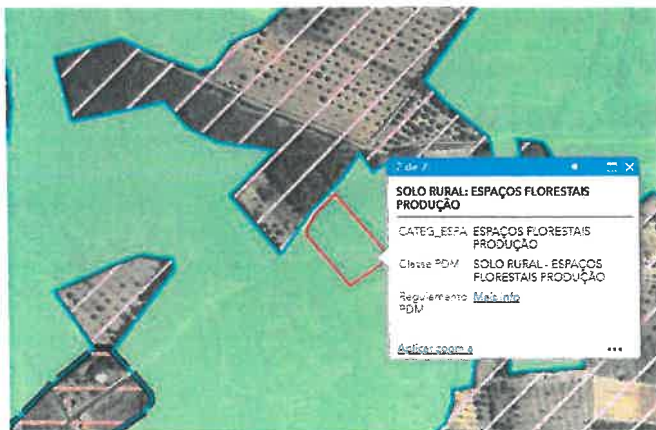 2 de 7
SOLO RURAL: ESPAÇOS FLORESTAIS
PRODUÇÃO
CATEG_ESPA ESPAÇOS FLORESTAIS
PRODUÇÃO
Classe PDM SOLO RURAL - ESPAÇOS
FLORESTAIS PRODUÇÃO
Regulamento Mais info
PDM
Aplicar zoom a